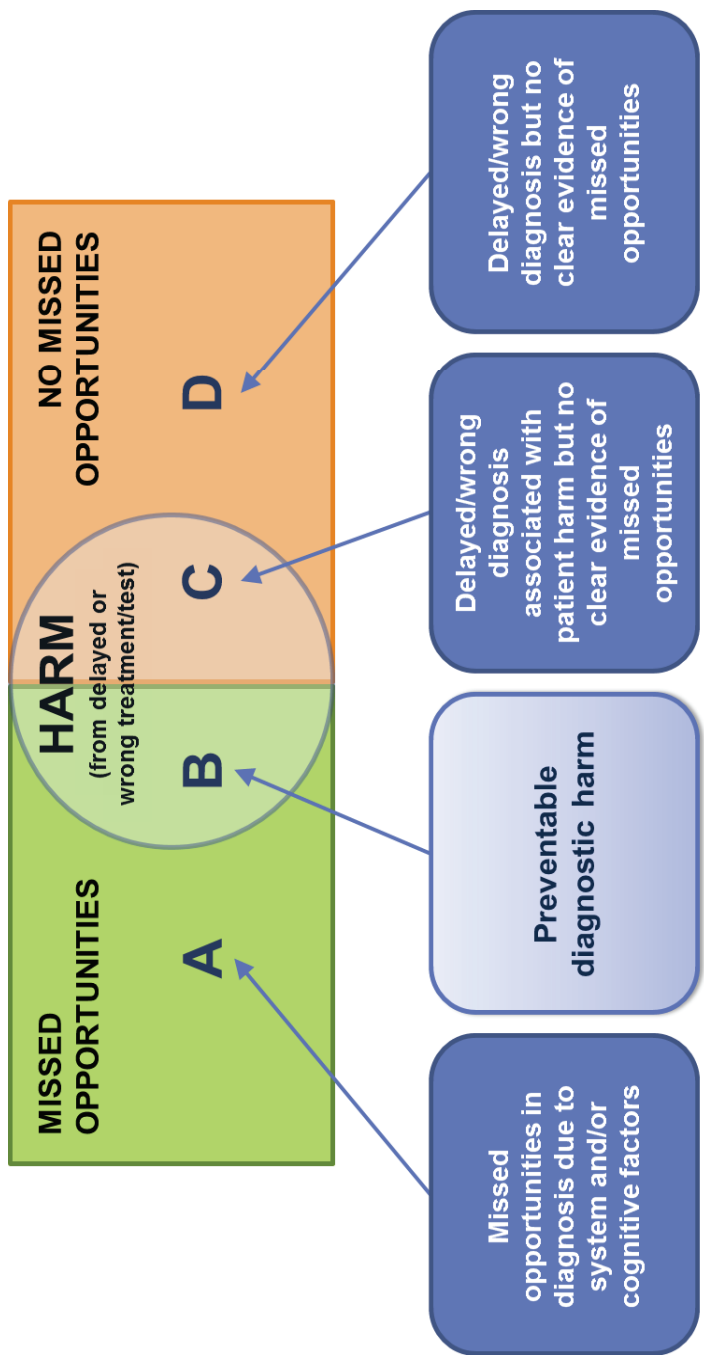 MISSED
OPPORTUNITIES
HARM
(from delayed or
wrong treatment/test)
NO MISSED
OPPORTUNITIES
A
B
C
D
Missed
opportunities in
diagnosis due to
system and/or
cognitive factors
Preventable
diagnostic harm
Delayed/wrong
diagnosis
associated with
patient harm but no
clear evidence of
missed
opportunities
Delayed/wrong
diagnosis but no
clear evidence of
missed
opportunities